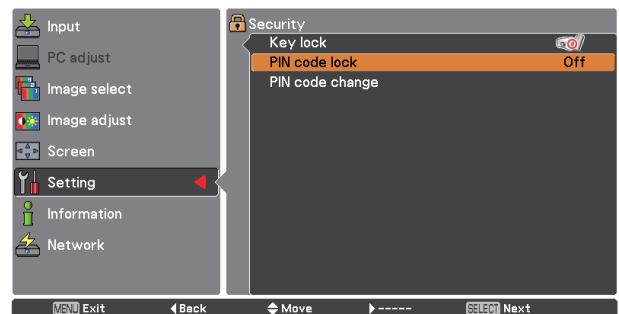 Input
PC adjust
Image select
Image adjust
Screen
Setting
Information
Network
Security
Key lock
PIN code lock Off
PIN code change
MENU Exit Back Move ----- SELECT Next